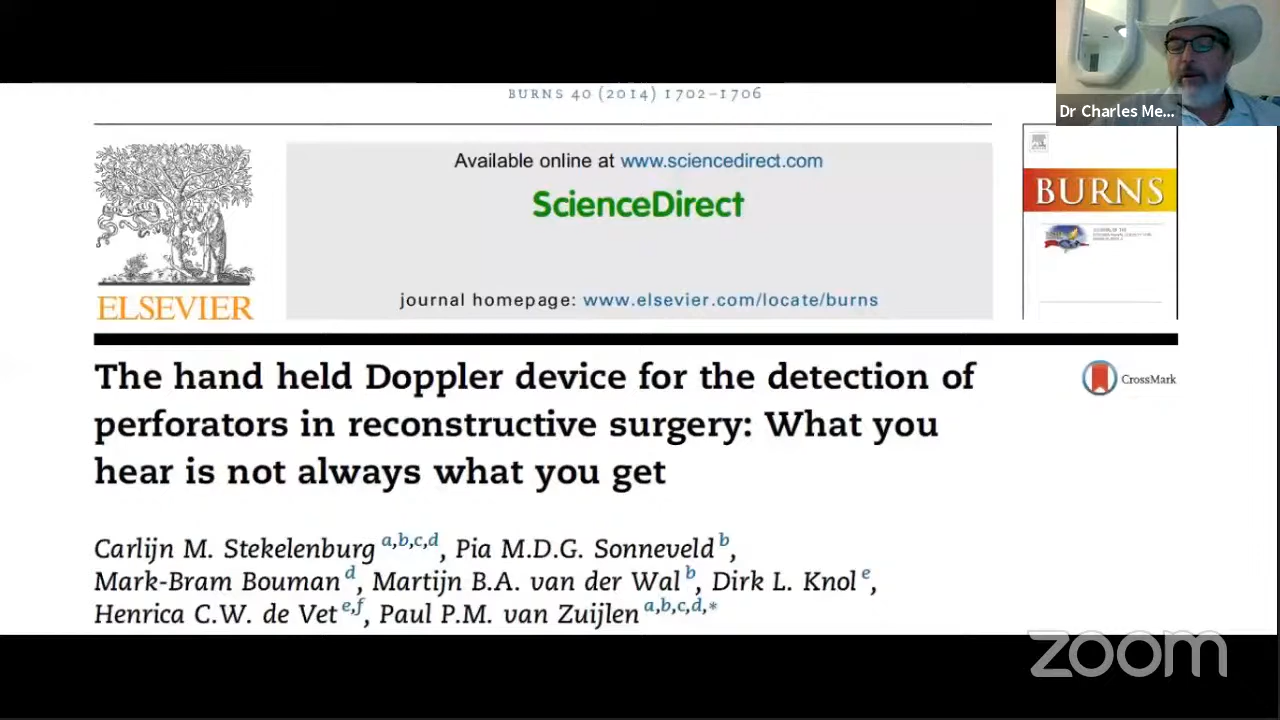 BURNS 40 (2014) 1702–1706
Dr Charles Me...
Available online at www.sciencedirect.com
ScienceDirect
journal homepage: www.elsevier.com/locate/burns
ELSEVIER
BURNS
The hand held Doppler device for the detection of
perforators in reconstructive surgery: What you
hear is not always what you get
CrossMark
Carlijn M. Stekelenburg a,b,c,d, Pia M.D.G. Sonneveld b,
Mark-Bram Bouman d, Martijn B.A. van der Wal b, Dirk L. Knol e,
Henrica C.W. de Vet e,f, Paul P.M. van Zuijlen a,b,c,d,*
zoom